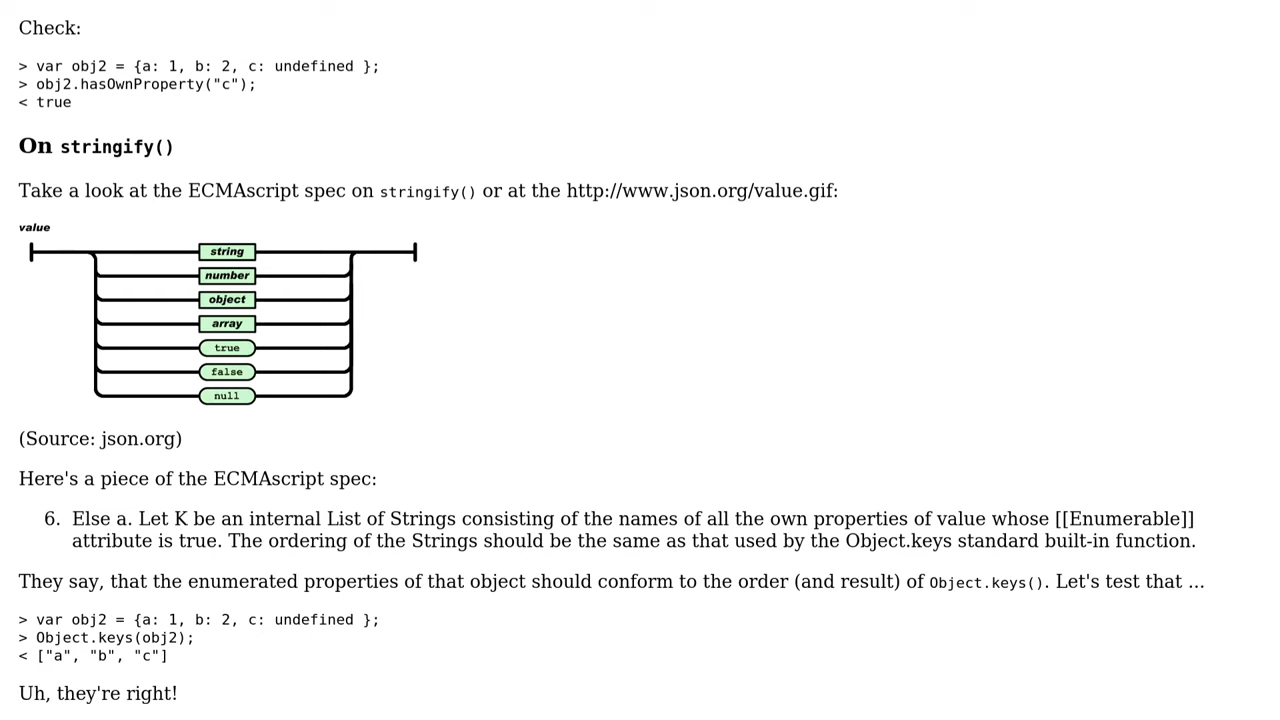 Check:
> var obj2 = {a: 1, b: 2, c: undefined };
> obj2.hasOwnProperty("c");
< true
On stringify()
Take a look at the ECMAscript spec on stringify() or at the http://www.json.org/value.gif:
value
string
number
object
array
true
false
null
(Source: json.org)
Here's a piece of the ECMAscript spec:
6. Else a. Let K be an internal List of Strings consisting of the names of all the own properties of value whose [[Enumerable]]
attribute is true. The ordering of the Strings should be the same as that used by the Object.keys standard built-in function.
They say, that the enumerated properties of that object should conform to the order (and result) of Object.keys(). Let's test that ...
> var obj2 = {a: 1, b: 2, c: undefined };
> Object.keys(obj2);
< ["a", "b", "c"]
Uh, they're right!